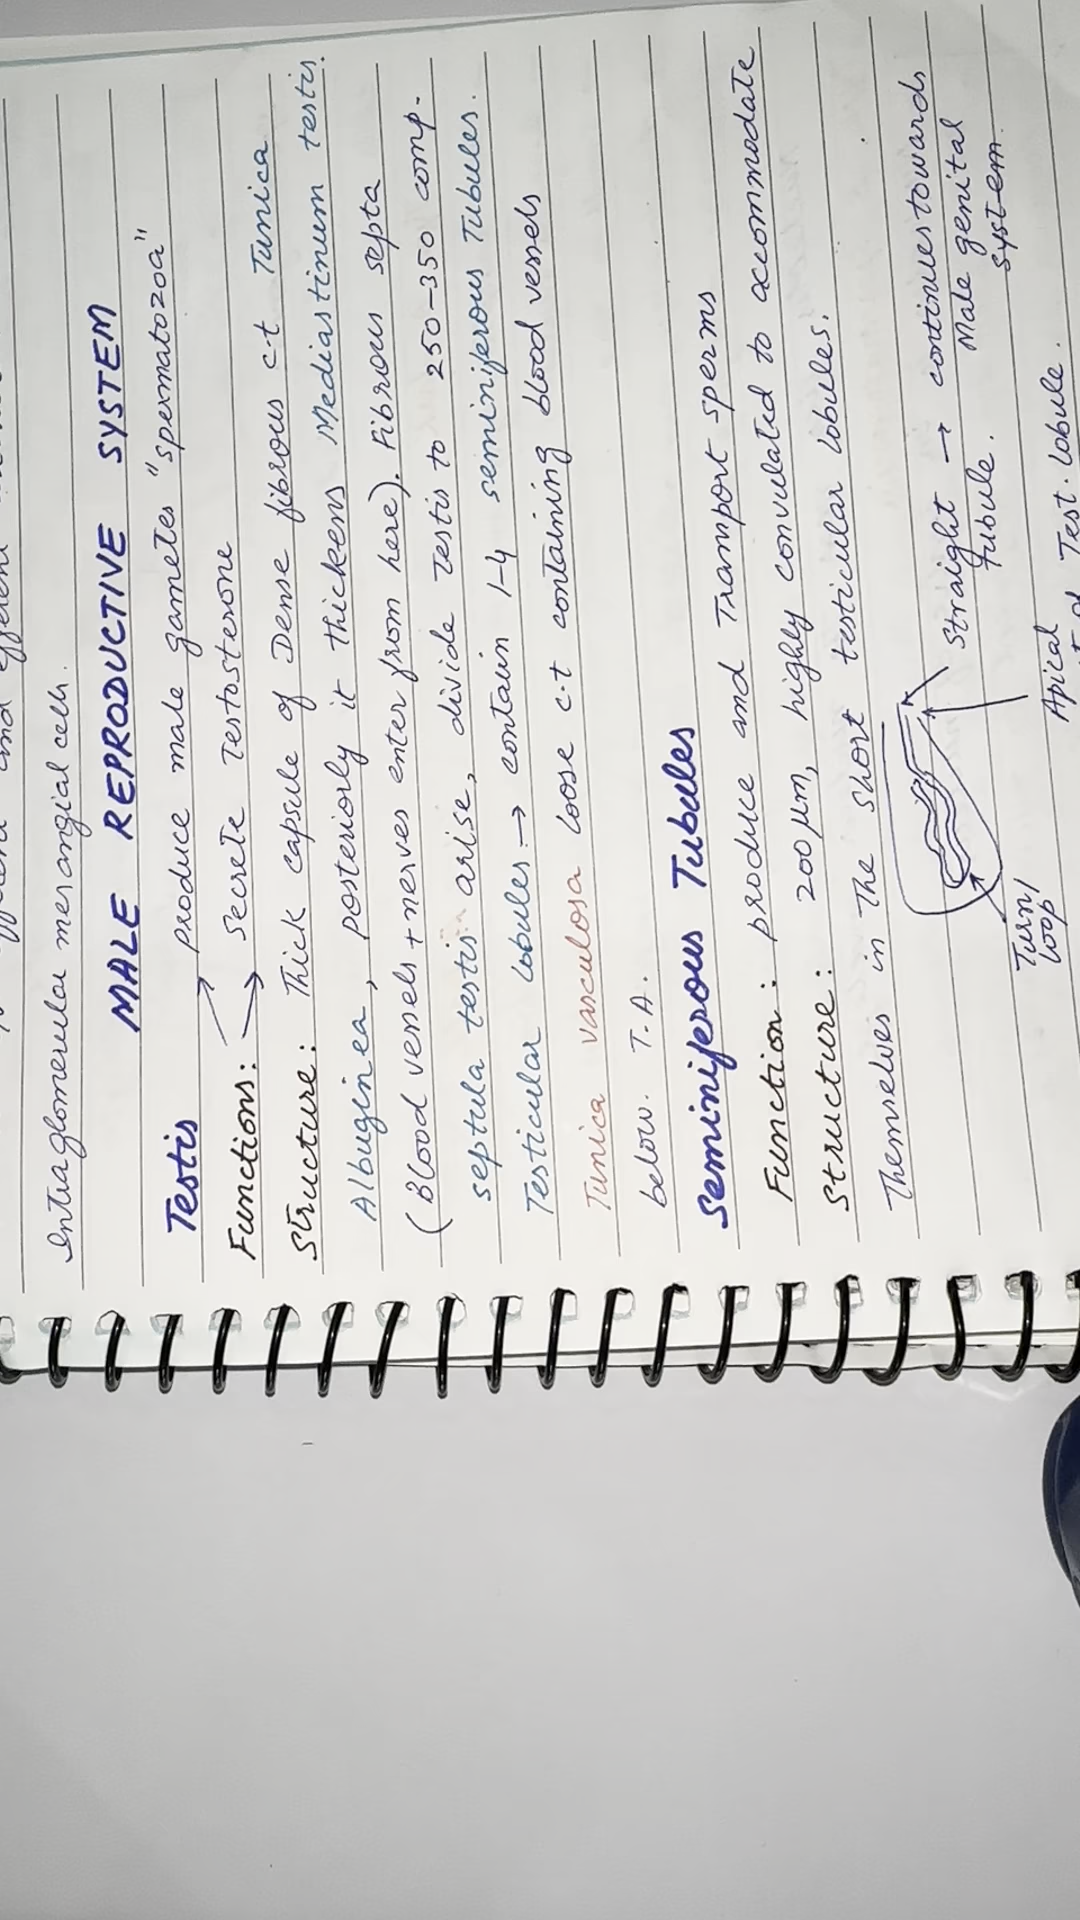 Intraglomerular mesangial cells.
MALE REPRODUCTIVE SYSTEM
Testis
Functions: → produce male gametes "spermatozoa"
→ secrete Testosterone
Structure: Thick capsule of Dense fibrous c.t Tunica
Albuginea, posteriorly it thickens Mediastinum testis.
(Blood vessels + nerves enter from here). Fibrous septa
septula testis arise, divide Testis to 250-350 comp.
Testicular lobules → contain 1-4 seminiferous Tubules.
Tunica vasculosa loose c.t containing blood vessels
below. T.A.
Seminiferous Tubules
Function: produce and Transport sperms
Structure: 200 μm, highly convulated to accommodate
Themselves in The short testicular lobules.
Straight → continues towards
Tubule. Male genital
system.
Turn/
loop
Apical
Test. lobule.